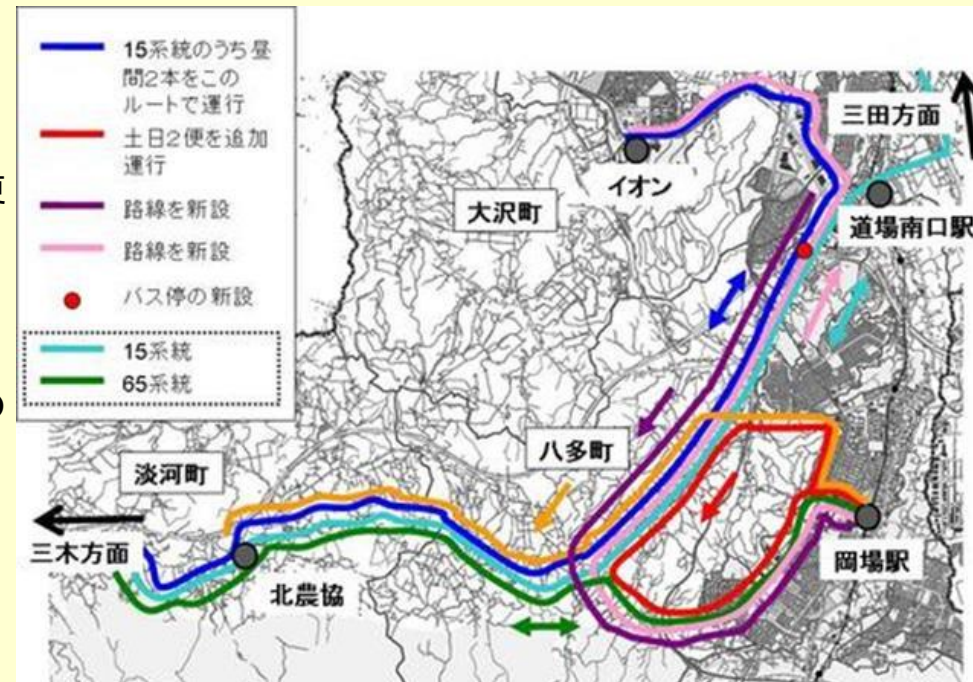 15系統のうち昼
間2本をこの
ルートで運行
土日2便を追加
運行
路線を新設
路線を新設
バス停の新設
15系統
65系統
三田方面
イオン
大沢町
道場南口駅
八多町
淡河町
三木方面
北農協
岡場駅